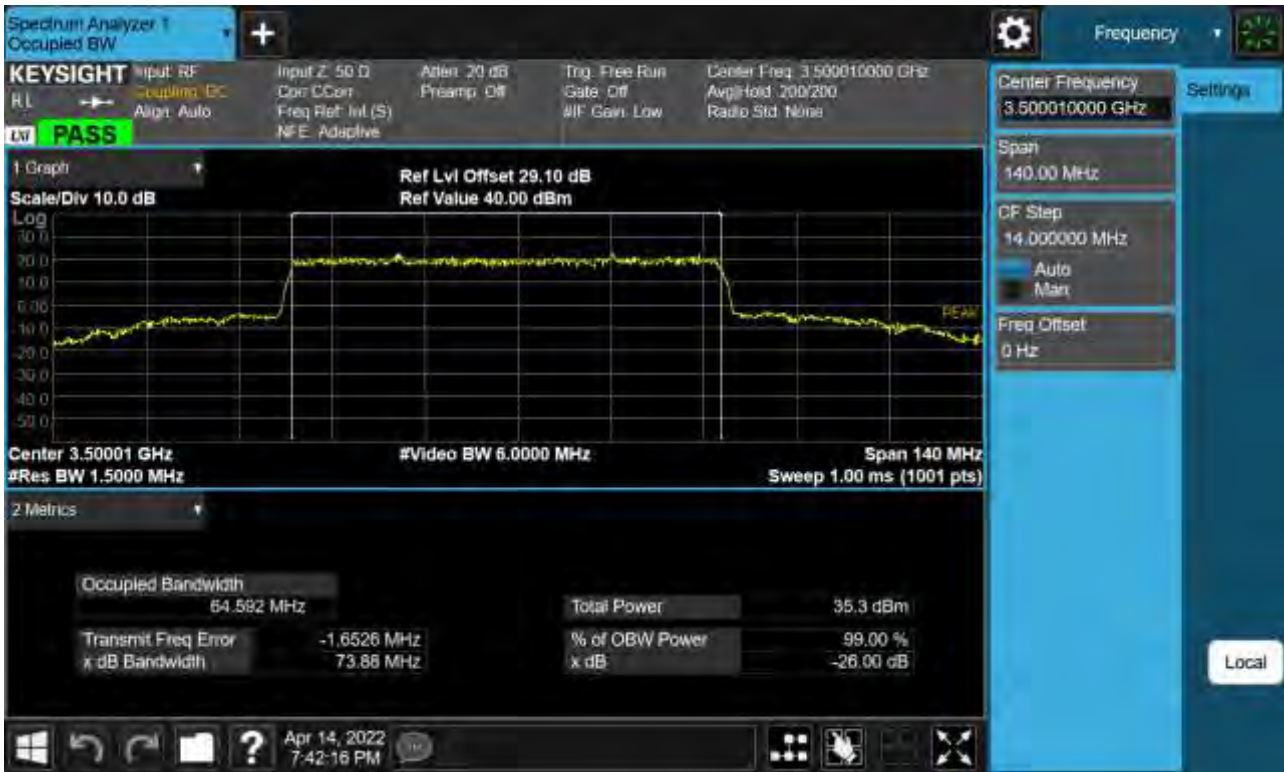 Spectrum Analyzer 1
Occupied BW
Frequency
KEYSIGHT
RL
PASS
Input: RF
Coupling: DC
Align: Auto
Input Z: 50 Ω
Corr CCorr
Freq Ref: Int (S)
NFE: Adaptive
Atten: 20 dB
Preamp: Off
Trig: Free Run
Gate: Off
#IF Gain: Low
Center Freq: 3.500010000 GHz
Avg|Hold: 200/200
Radio Std: None
1 Graph
Scale/Div 10.0 dB
Ref Lvl Offset 29.10 dB
Ref Value 40.00 dBm
Log
30.0
20.0
10.0
0.00
-10.0
-20.0
-30.0
-40.0
-50.0
PEAK
Center 3.50001 GHz
#Video BW 6.0000 MHz
Span 140 MHz
#Res BW 1.5000 MHz
Sweep 1.00 ms (1001 pts)
2 Metrics
Occupied Bandwidth
64.592 MHz
Total Power 35.3 dBm
Transmit Freq Error -1.6526 MHz
% of OBW Power 99.00 %
x dB Bandwidth 73.88 MHz
x dB -26.00 dB
Center Frequency
3.500010000 GHz
Settings
Span
140.00 MHz
CF Step
14.000000 MHz
Auto
Man
Freq Offset
0 Hz
Local
?
Apr 14, 2022
7:42:16 PM